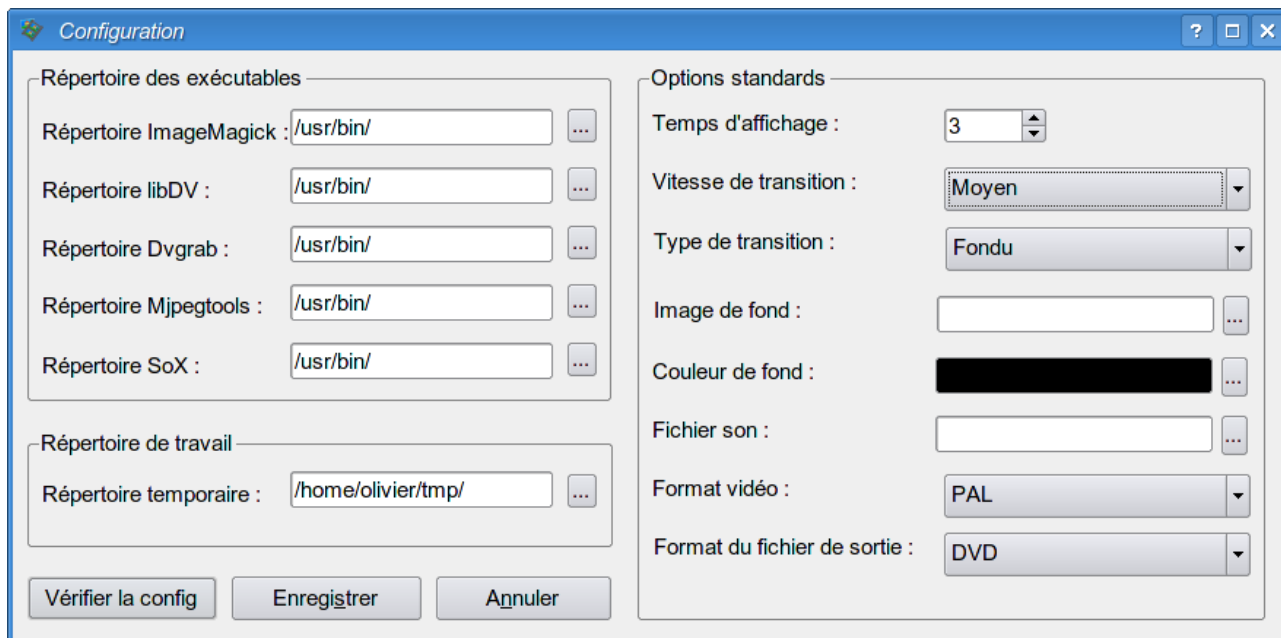 Configuration
Répertoire des exécutables
Répertoire ImageMagick : /usr/bin/ ...
Répertoire libDV : /usr/bin/ ...
Répertoire Dvgrab : /usr/bin/ ...
Répertoire Mjpegtools : /usr/bin/ ...
Répertoire SoX : /usr/bin/ ...
Répertoire de travail
Répertoire temporaire : /home/olivier/tmp/ ...
Vérifier la config Enregistrer Annuler
Options standards
Temps d'affichage : 3
Vitesse de transition : Moyen
Type de transition : Fondu
Image de fond : ...
Couleur de fond : ...
Fichier son : ...
Format vidéo : PAL
Format du fichier de sortie : DVD